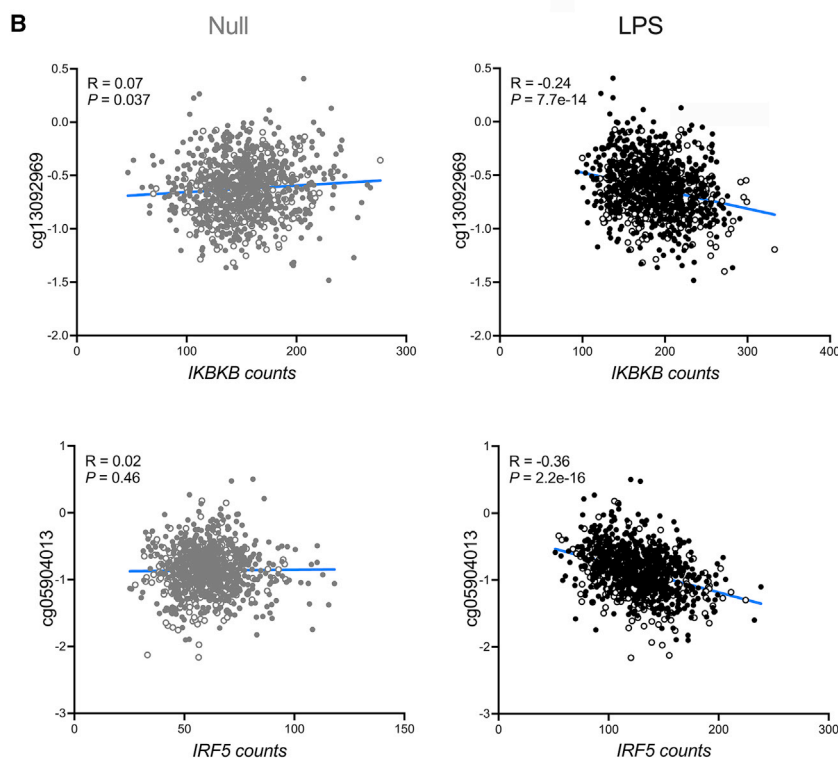 B
Null
LPS
R = 0.07
P = 0.037
0.5
0.0
-0.5
-1.0
-1.5
-2.0
cg13092969
0
100
200
300
IKBKB counts
R = -0.24
P = 7.7e-14
0.5
0.0
-0.5
-1.0
-1.5
-2.0
cg13092969
0
100
200
300
400
IKBKB counts
R = 0.02
P = 0.46
1
0
-1
-2
-3
cg05904013
0
50
100
150
IRF5 counts
R = -0.36
P = 2.2e-16
1
0
-1
-2
-3
cg05904013
0
100
200
300
IRF5 counts